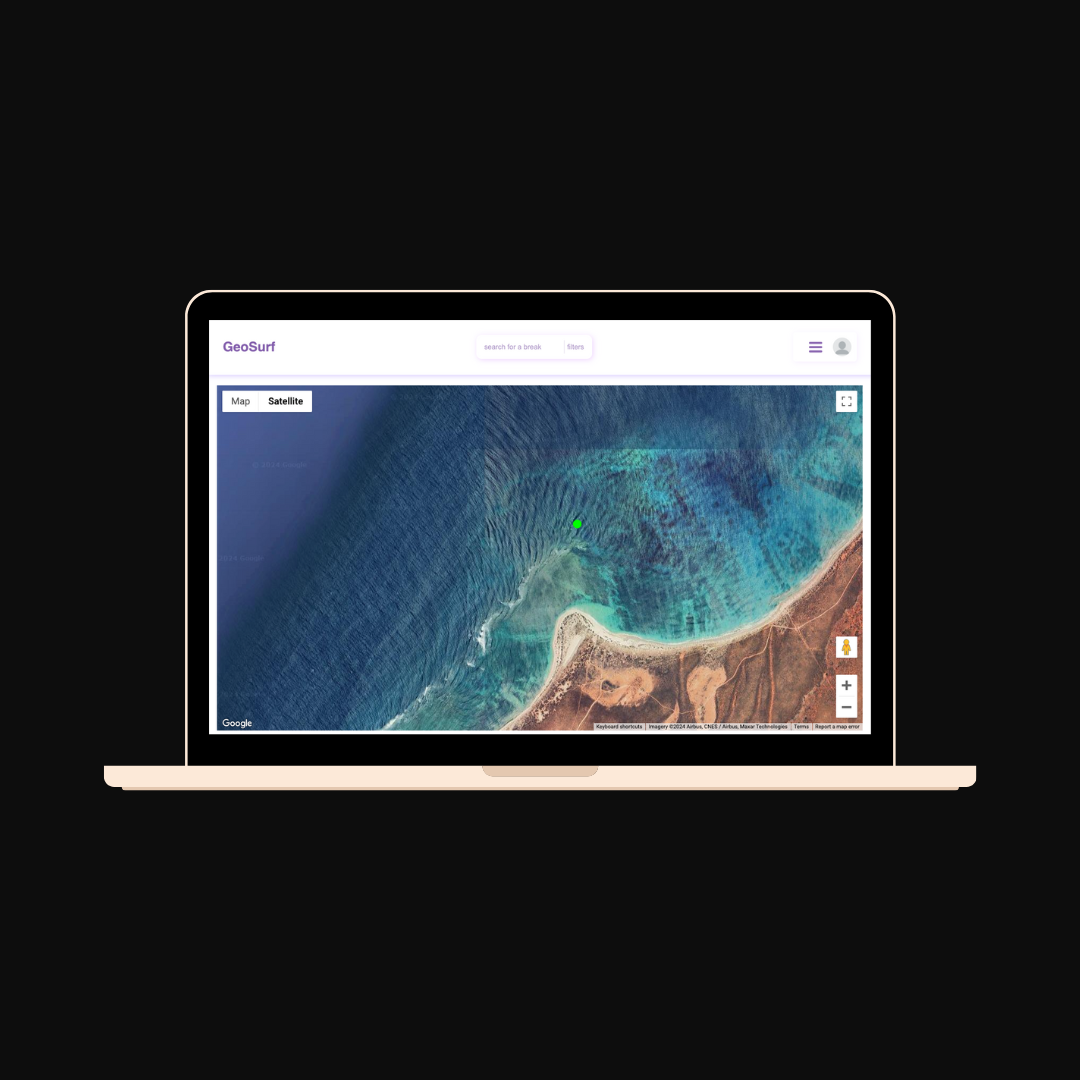 GeoSurf
search for a break
filters
Map
Satellite
Google
Keyboard shortcuts
Imagery ©2024 Airbus, CNES / Airbus, Maxar Technologies
Terms
Report a map error